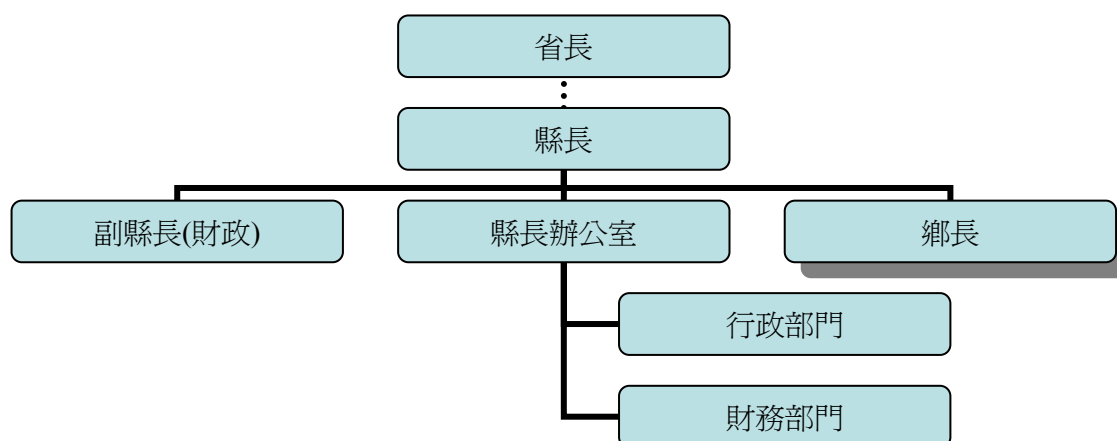 省長
縣長
副縣長(財政)
縣長辦公室
鄉長
行政部門
財務部門